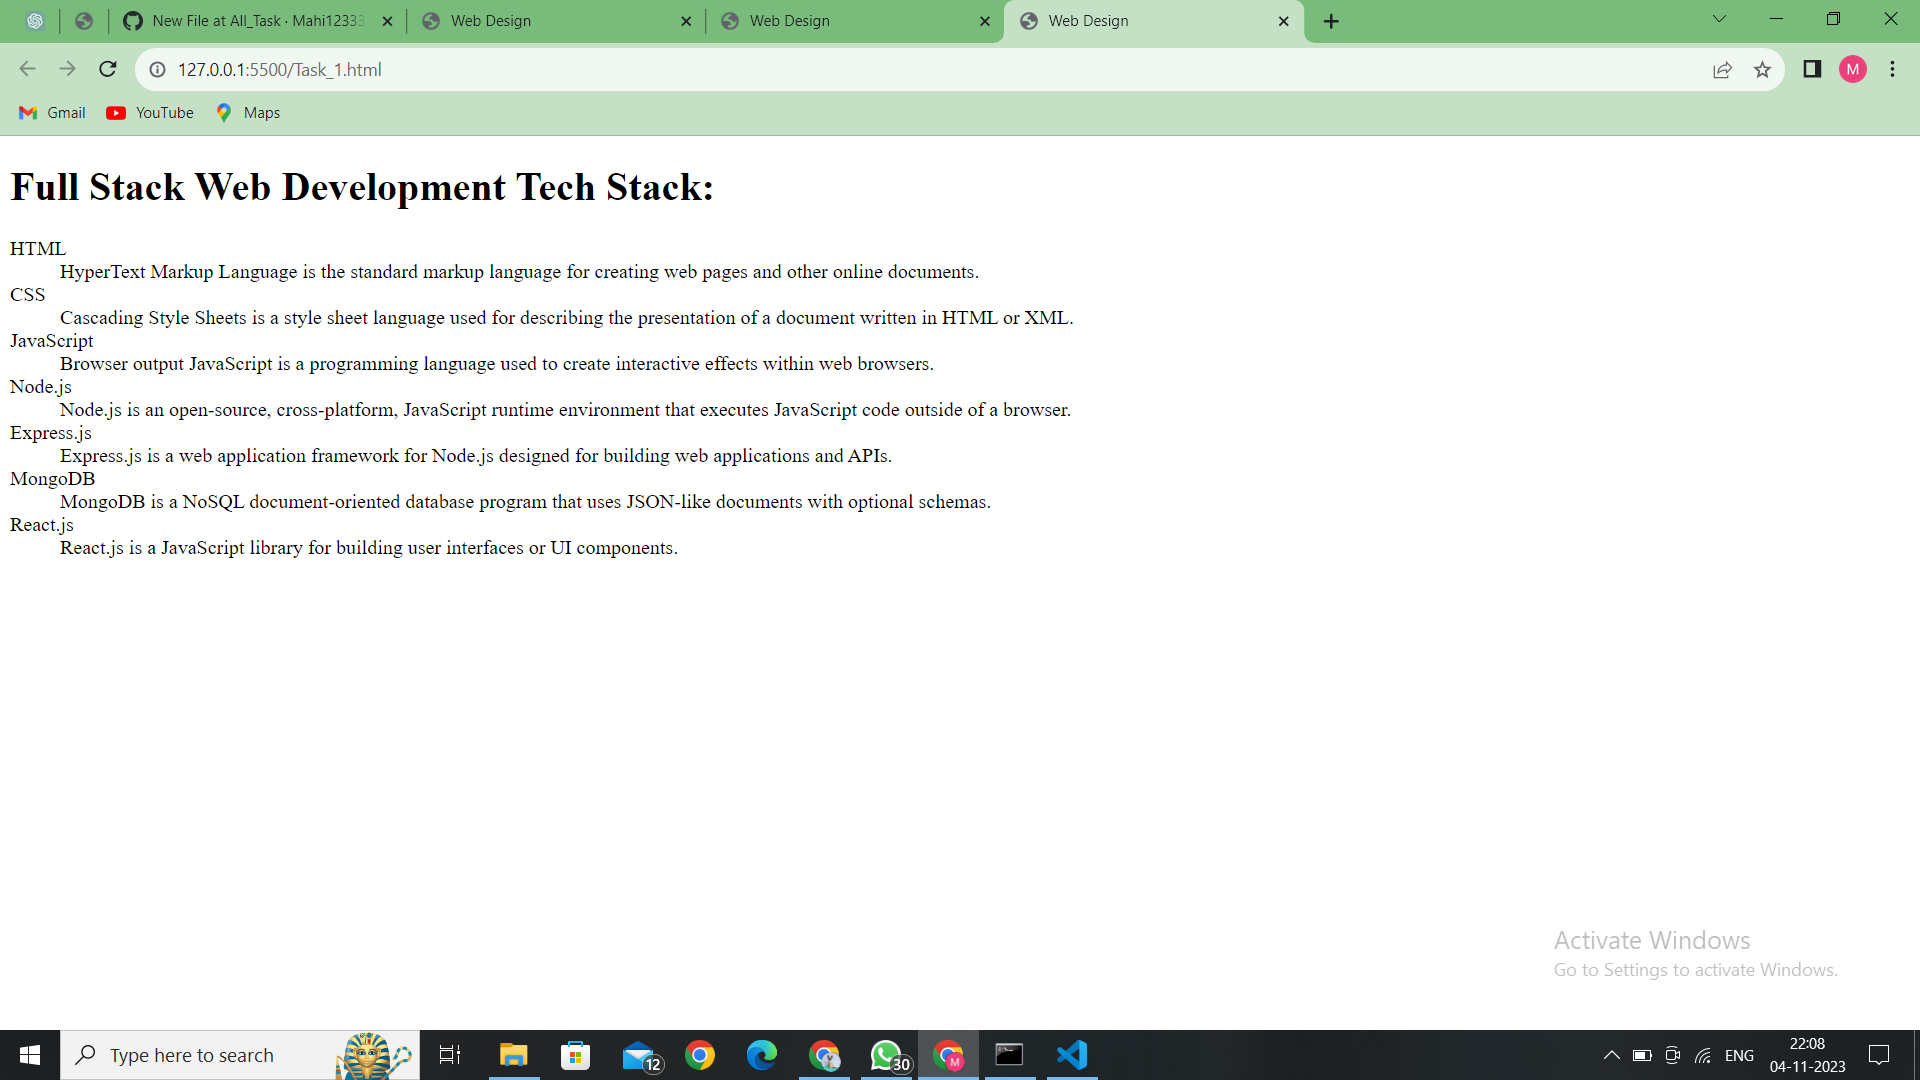 New File at All_Task · Mahi12333
Web Design
Web Design
Web Design
127.0.0.1:5500/Task_1.html
M
Gmail
YouTube
Maps
Full Stack Web Development Tech Stack:
HTML
HyperText Markup Language is the standard markup language for creating web pages and other online documents.
CSS
Cascading Style Sheets is a style sheet language used for describing the presentation of a document written in HTML or XML.
JavaScript
Browser output JavaScript is a programming language used to create interactive effects within web browsers.
Node.js
Node.js is an open-source, cross-platform, JavaScript runtime environment that executes JavaScript code outside of a browser.
Express.js
Express.js is a web application framework for Node.js designed for building web applications and APIs.
MongoDB
MongoDB is a NoSQL document-oriented database program that uses JSON-like documents with optional schemas.
React.js
React.js is a JavaScript library for building user interfaces or UI components.
Activate Windows
Go to Settings to activate Windows.
Type here to search
12
30
M
ENG
22:08
04-11-2023